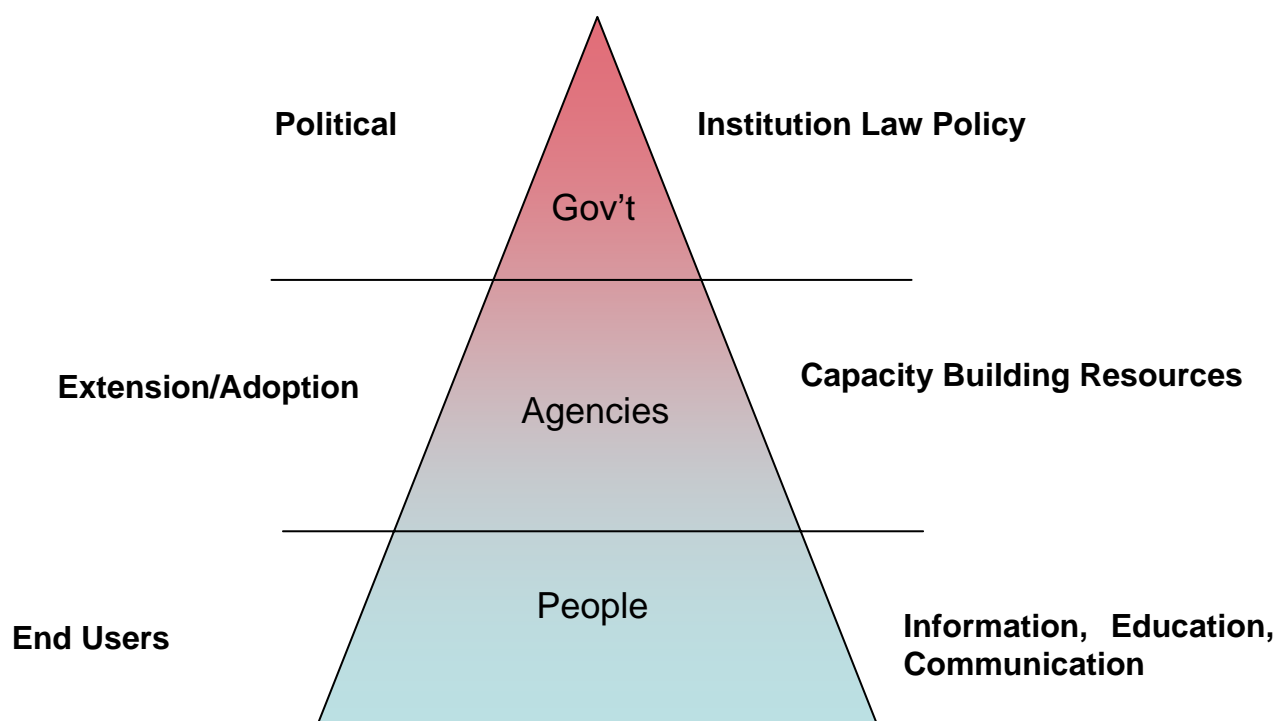 Political
Institution Law Policy
Gov’t
Extension/Adoption
Capacity Building Resources
Agencies
People
End Users
Information, Education,
Communication